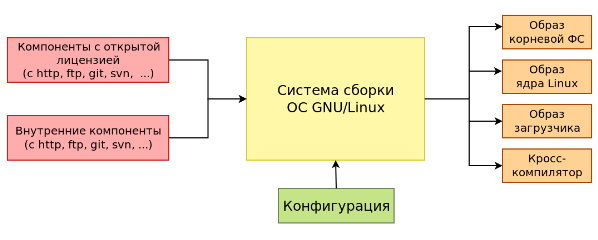 Компоненты с открытой
лицензией
(с http, ftp, git, svn, ...)
Внутренние компоненты
(с http, ftp, git, svn, ...)
Система сборки
ОС GNU/Linux
Конфигурация
Образ
корневой ФС
Образ
ядра Linux
Образ
загрузчика
Кросс-
компилятор